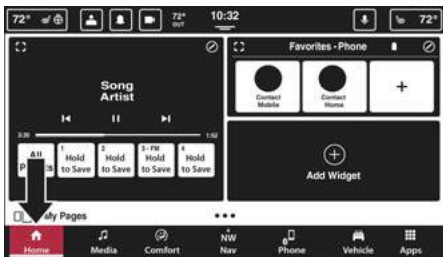 72°
72°
OUT
10:32
72°
Favorites - Phone
Song
Artist
Contact
Mobile
Contact
Home
+
3:30
1:52
All
1
Hold
to Save
2
Hold
to Save
3 - FM
Hold
to Save
4
Hold
to Save
Add Widget
My Pages
Home
Media
Comfort
NW
Nav
Phone
Vehicle
Apps